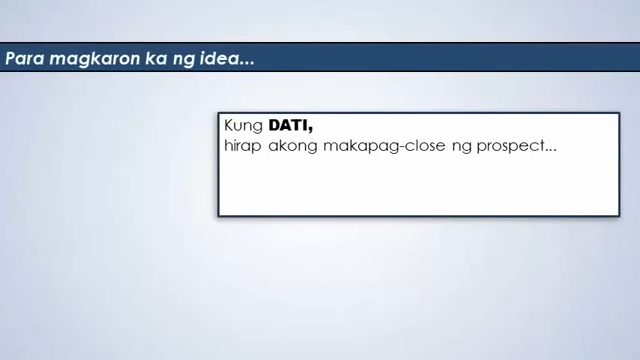 Para magkaron ka ng idea...
Kung DATI,
hirap akong makapag-close ng prospect...